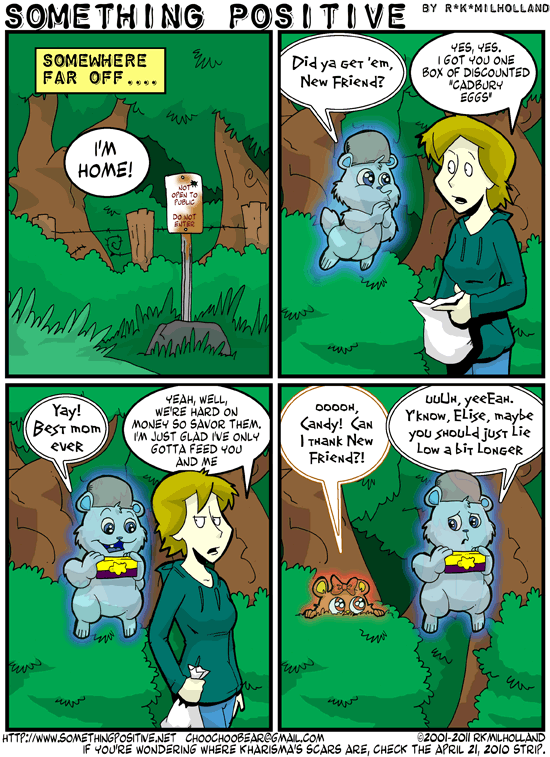 SOMETHING POSITIVE
BY R*K*MILHOLLAND
SOMEWHERE
FAR OFF....
I'M
HOME!
NOT
OPEN TO
PUBLIC
DO NOT
ENTER
Did ya GET 'em,
New Friend?
YES, YES.
I GOT YOU ONE
BOX OF DISCOUNTED
"CADBURY
EGGS"
Yay!
BEST mom
EVER
YEAH, WELL,
WE'RE HARD ON
MONEY SO SAVOR THEM.
I'M JUST GLAD I'VE ONLY
GOTTA FEED YOU
AND ME
OOOOH,
Candy! Can
I THANK NEW
FRIEND?!
uuUh, yeeEah.
Y'KNOW, ELISE, maybe
you SHOULD JUST LIE
LOW A bIT LONGER
HTTP://WWW.SOMETHINGPOSITIVE.NET CHOOCHOOBEAR@GMAIL.COM
©2001-2011 RKMILHOLLAND
IF YOU'RE WONDERING WHERE KHARISMA'S SCARS ARE, CHECK THE APRIL 21, 2010 STRIP.